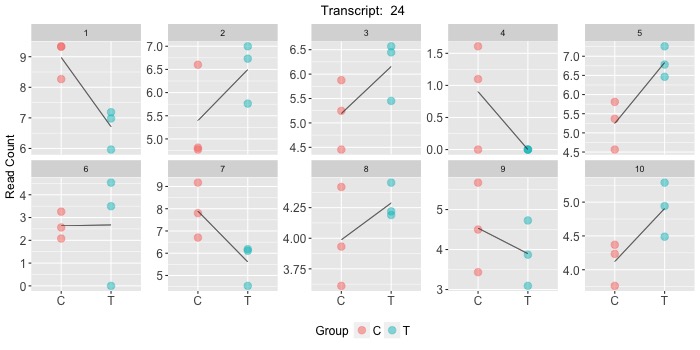 Transcript: 24
1 2 3 4 5
9 8 7 6
7.0 6.5 6.0 5.5 5.0
6.5 6.0 5.5 5.0 4.5
1.5 1.0 0.5 0.0
7.0 6.5 6.0 5.5 5.0 4.5
Read Count
6 7 8 9 10
4 3 2 1 0
9 8 7 6 5
4.25 4.00 3.75
5 4 3
5.0 4.5 4.0
C T C T C T C T C T
Group C T